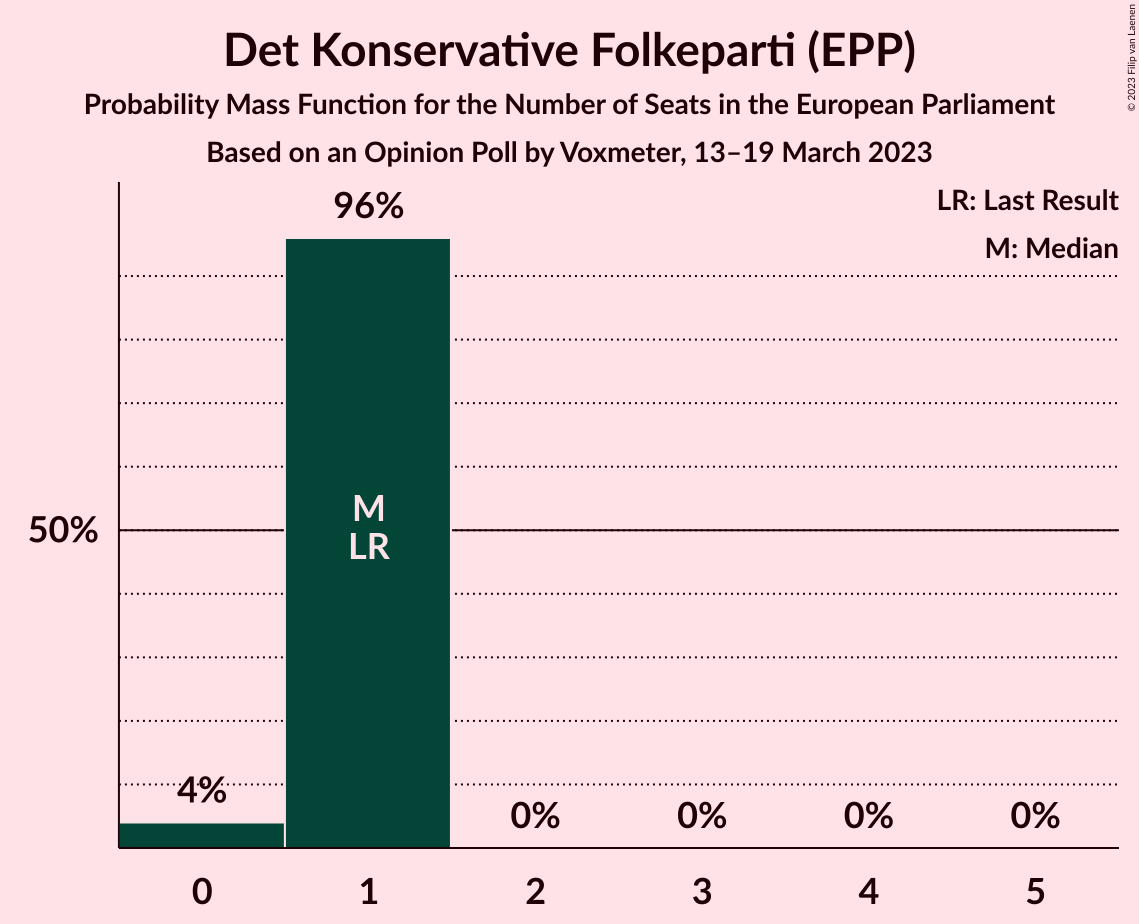 Det Konservative Folkeparti (EPP)
Probability Mass Function for the Number of Seats in the European Parliament
Based on an Opinion Poll by Voxmeter, 13–19 March 2023
© 2023 Filip van Laenen
LR: Last Result
M: Median
96%
50%
M
LR
4%
0%
0%
0%
0%
0
1
2
3
4
5